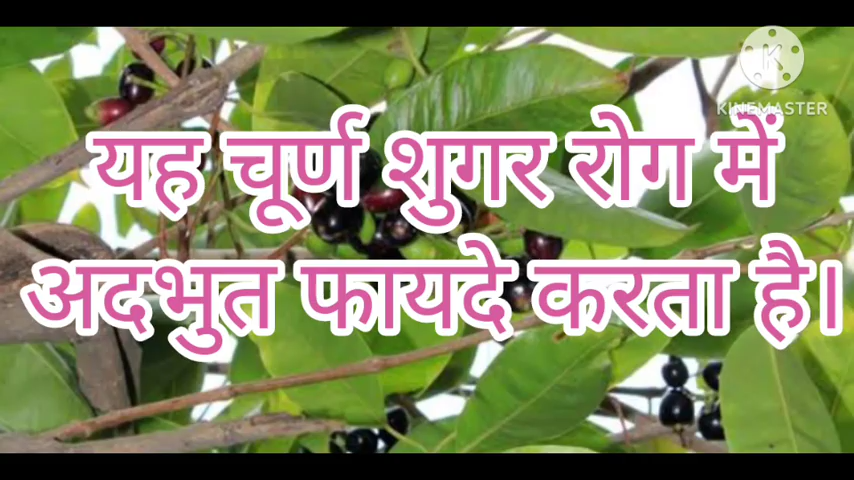 KINEMASTER
यह चूर्ण शुगर रोग में
अदभुत फायदे करता है।